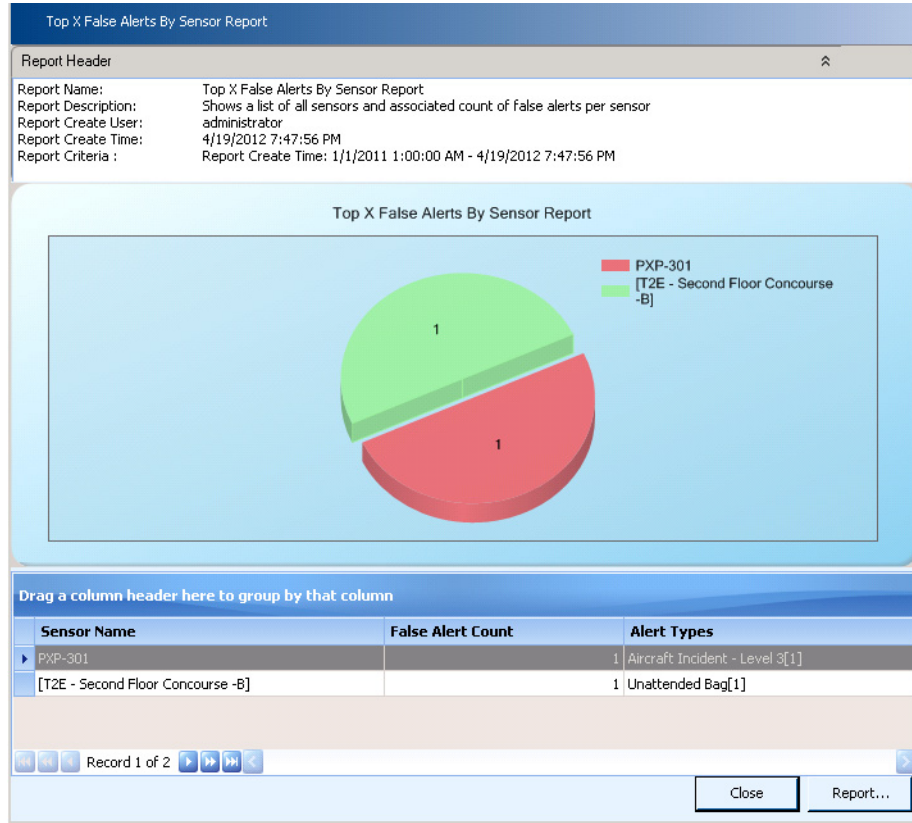 Top X False Alerts By Sensor Report
Report Header
Report Name: Top X False Alerts By Sensor Report
Report Description: Shows a list of all sensors and associated count of false alerts per sensor
Report Create User: administrator
Report Create Time: 4/19/2012 7:47:56 PM
Report Criteria : Report Create Time: 1/1/2011 1:00:00 AM - 4/19/2012 7:47:56 PM
Top X False Alerts By Sensor Report
PXP-301
[T2E - Second Floor Concourse
-B]
1
1
Drag a column header here to group by that column
Sensor Name False Alert Count Alert Types
PXP-301 1 Aircraft Incident - Level 3[1]
[T2E - Second Floor Concourse -B] 1 Unattended Bag[1]
Record 1 of 2
Close Report...